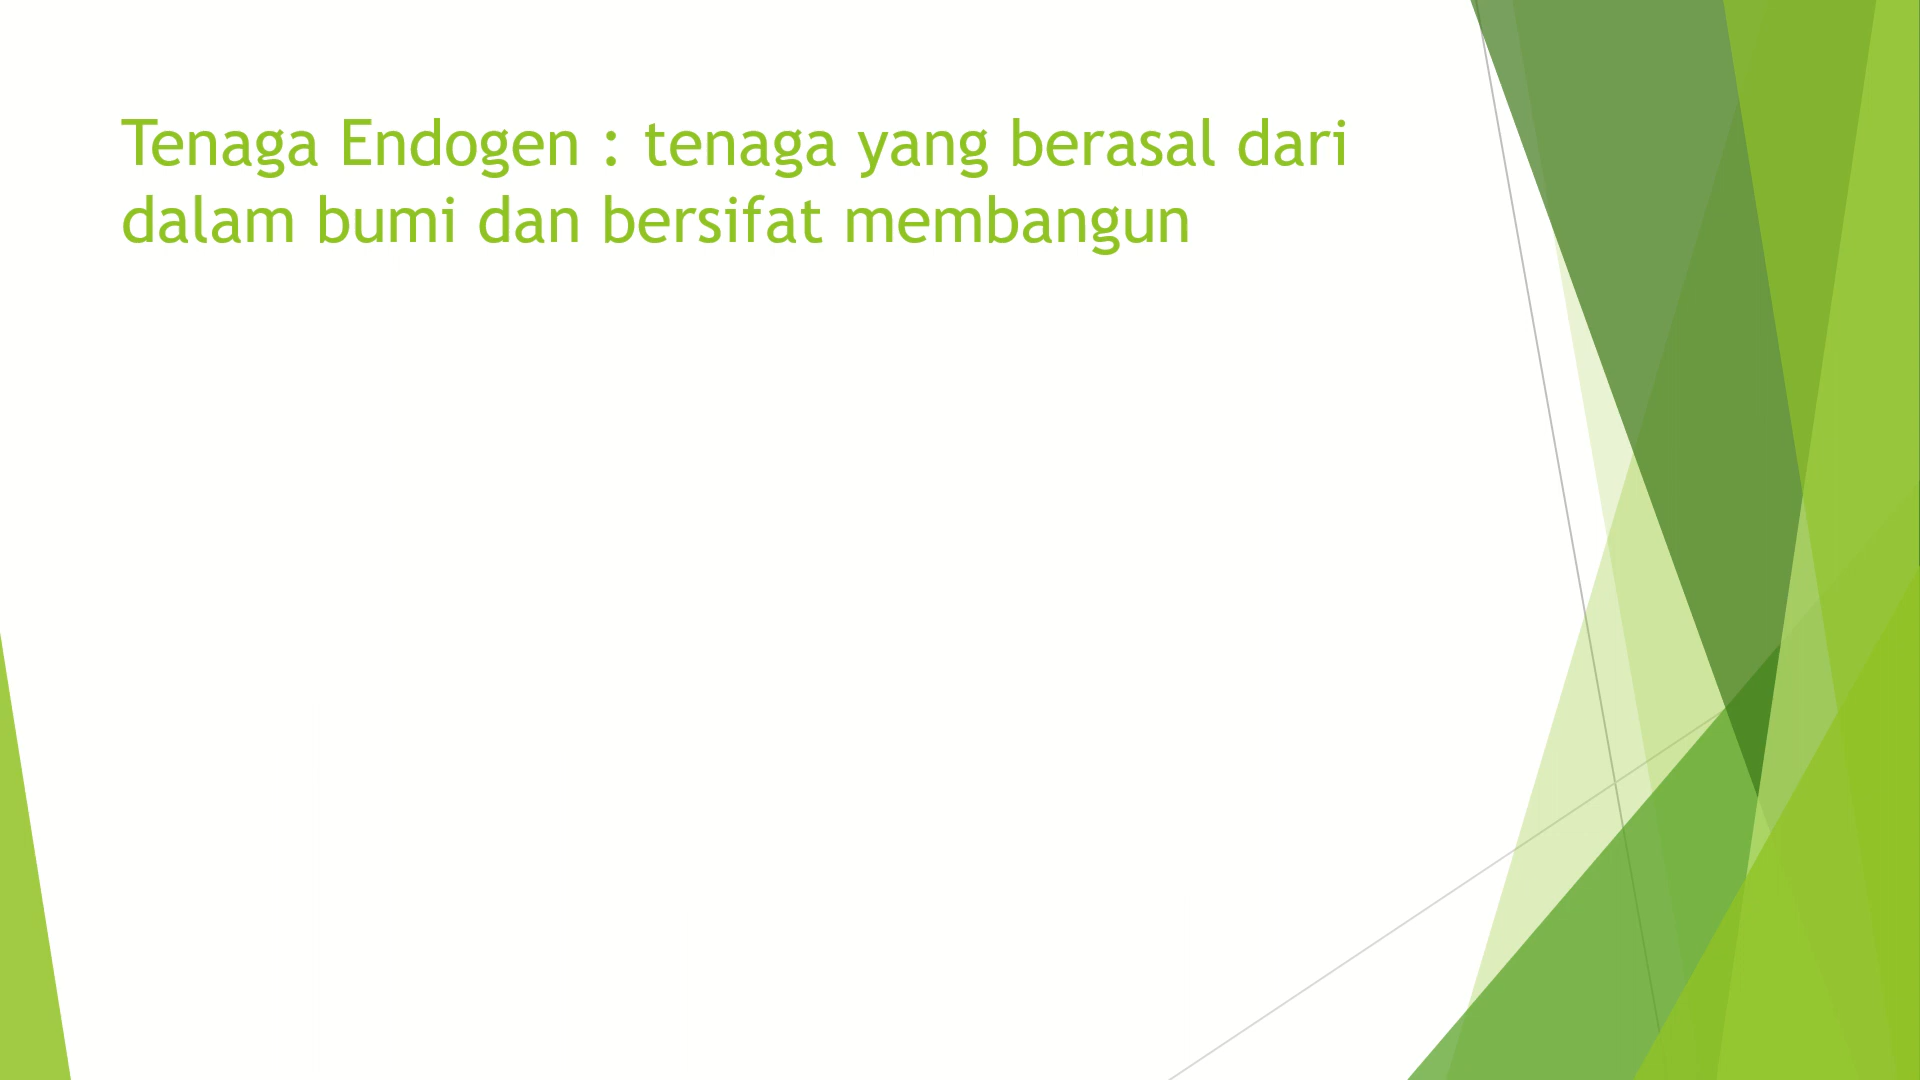 Tenaga Endogen : tenaga yang berasal dari
dalam bumi dan bersifat membangun